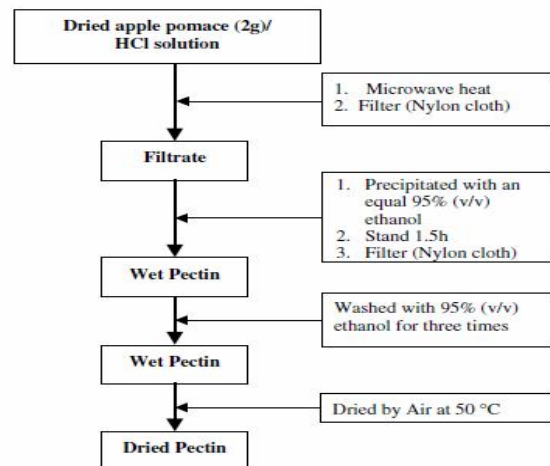 Dried apple pomace (2g)/
HCl solution
1. Microwave heat
2. Filter (Nylon cloth)
Filtrate
1. Precipitated with an
equal 95% (v/v)
ethanol
2. Stand 1.5h
3. Filter (Nylon cloth)
Wet Pectin
Washed with 95% (v/v)
ethanol for three times
Wet Pectin
Dried by Air at 50 °C
Dried Pectin